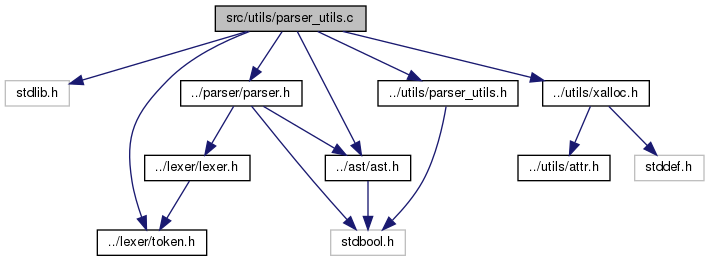 src/utils/parser_utils.c
stdlib.h
../parser/parser.h
../utils/parser_utils.h
../utils/xalloc.h
../lexer/lexer.h
../ast/ast.h
../utils/attr.h
stddef.h
../lexer/token.h
stdbool.h